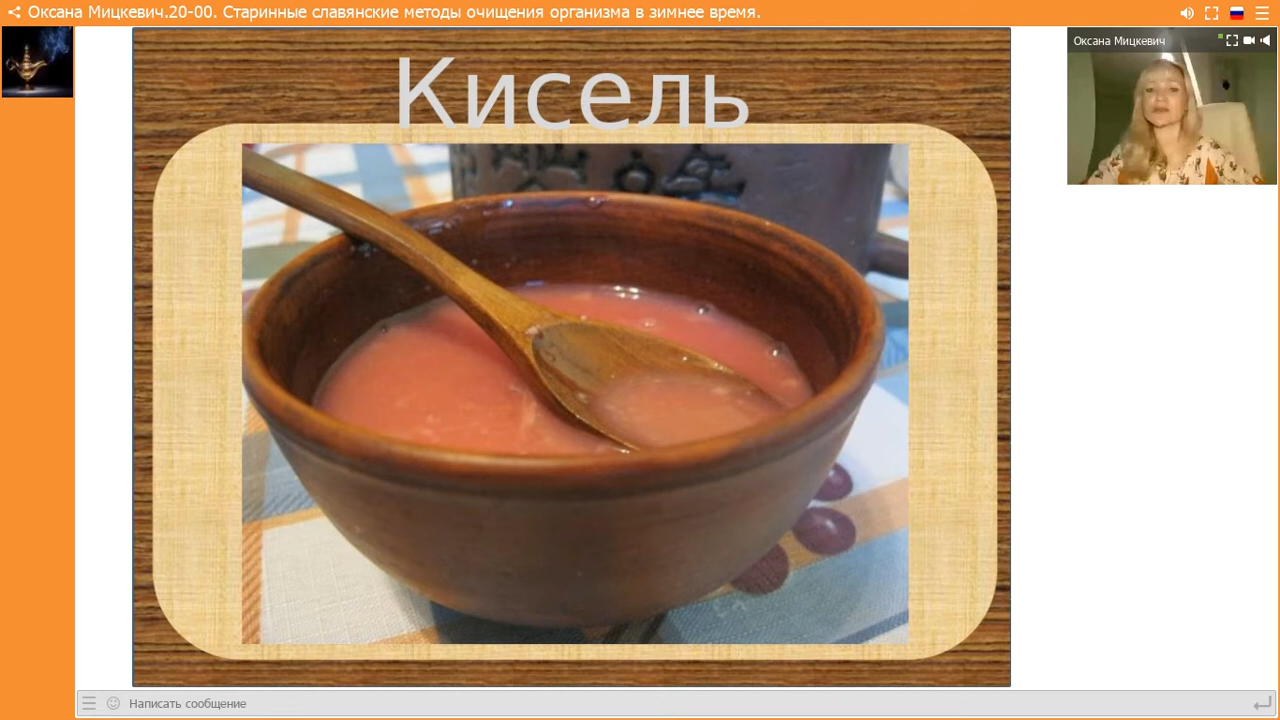 Оксана Мицкевич.20-00. Старинные славянские методы очищения организма в зимнее время.
Оксана Мицкевич
Кисель
Написать сообщение